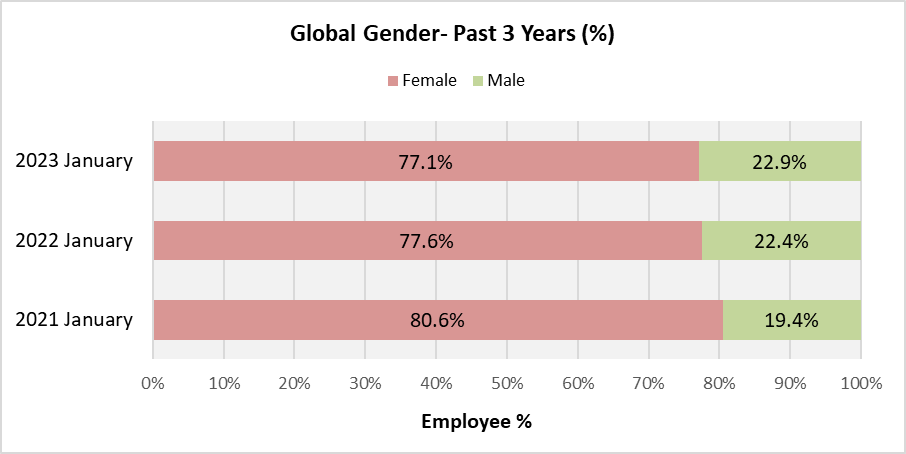 Global Gender- Past 3 Years (%)
Female Male
2023 January 77.1% 22.9%
2022 January 77.6% 22.4%
2021 January 80.6% 19.4%
0% 10% 20% 30% 40% 50% 60% 70% 80% 90% 100%
Employee %